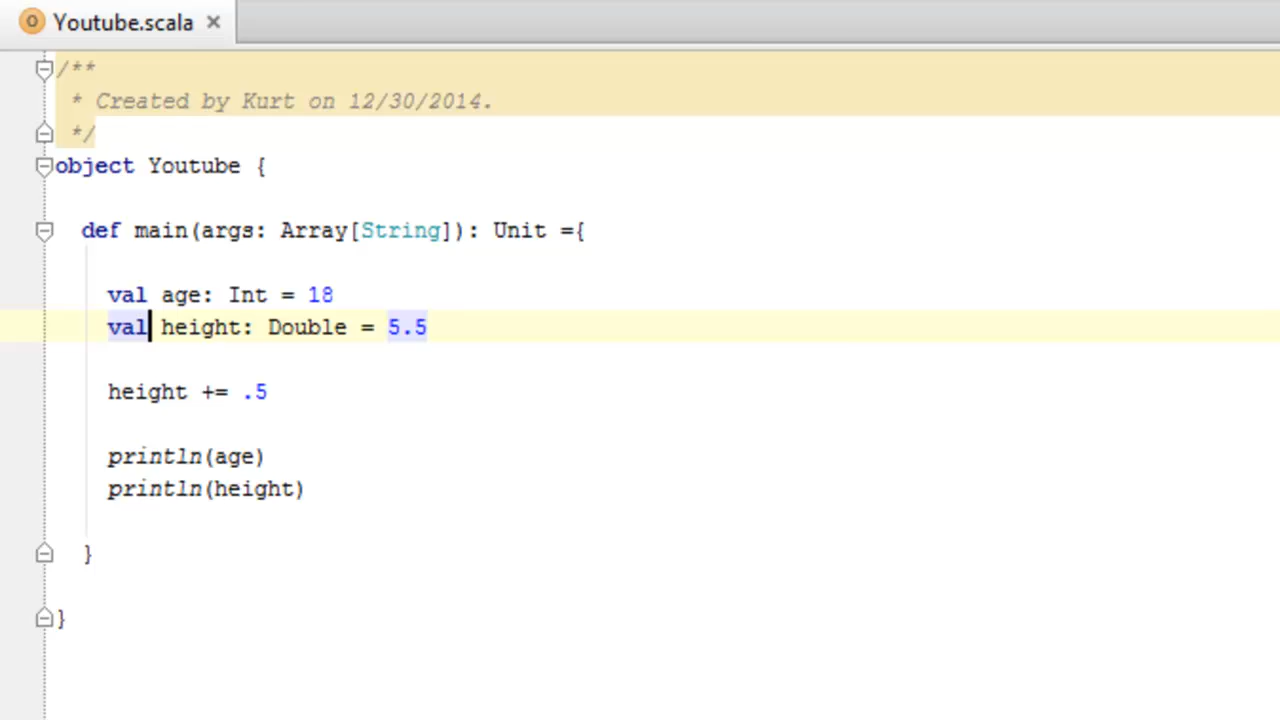 Youtube.scala
/**
 * Created by Kurt on 12/30/2014.
 */
object Youtube {
  def main(args: Array[String]): Unit ={
    val age: Int = 18
    val height: Double = 5.5
    height += .5
    println(age)
    println(height)
  }
}